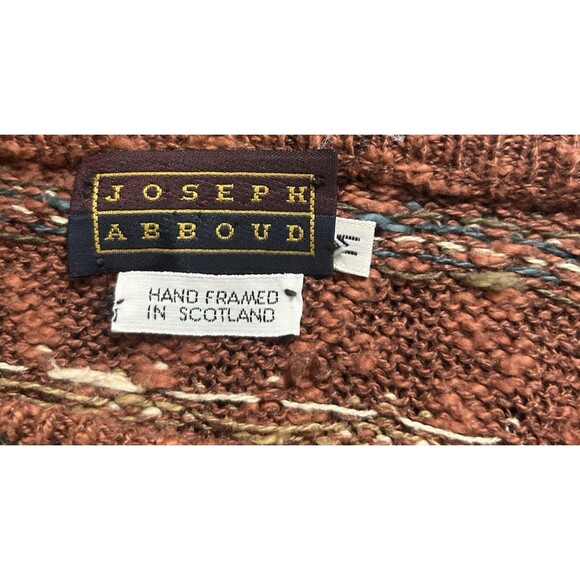 JOSEPH
ABBOUD
M
HAND FRAMED
IN SCOTLAND